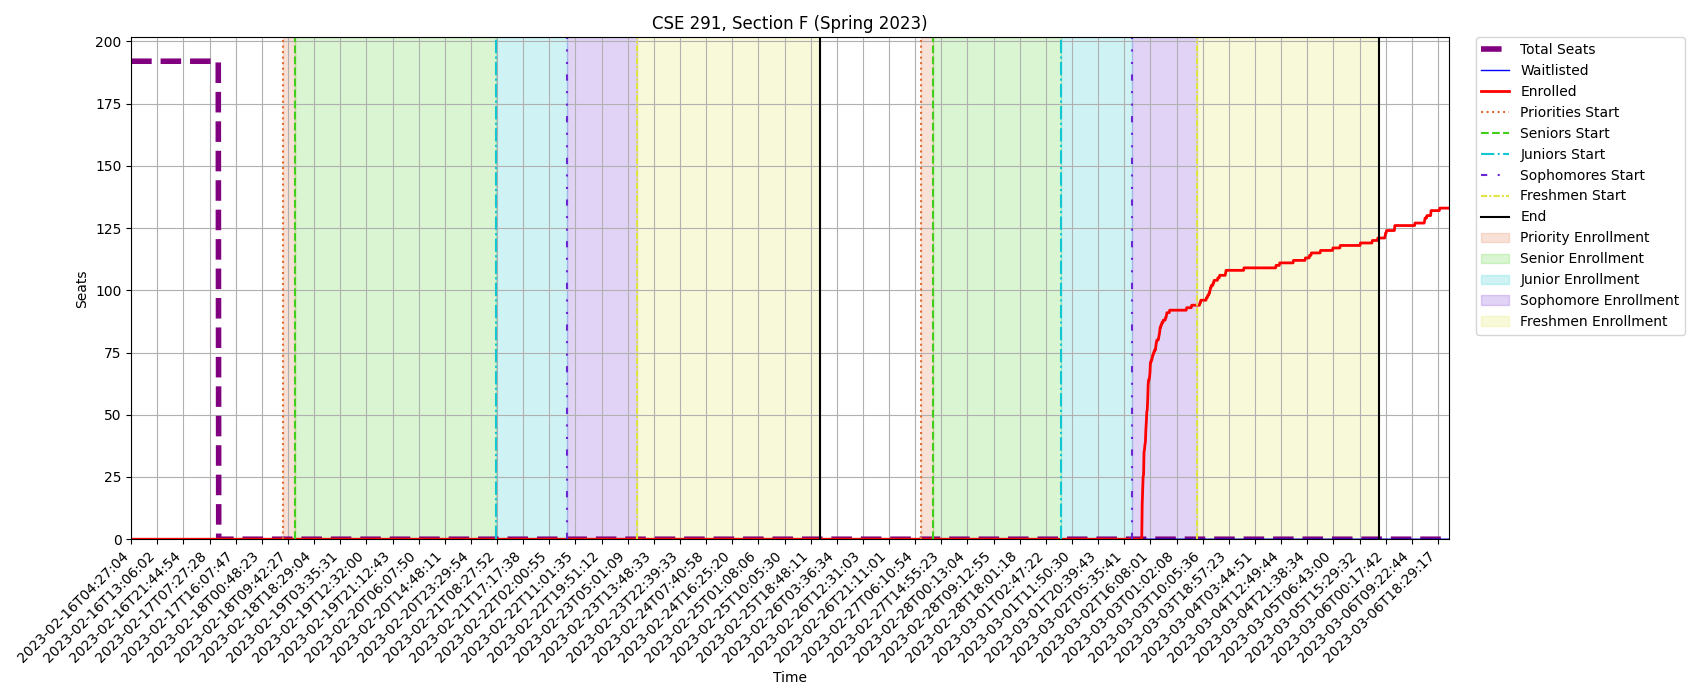 CSE 291, Section F (Spring 2023)
200
175
150
125
100
75
50
25
0
Seats
2023-02-16T04:27:04
2023-02-16T13:06:02
2023-02-16T21:44:54
2023-02-17T07:27:28
2023-02-17T16:07:47
2023-02-18T00:48:23
2023-02-18T09:42:27
2023-02-18T18:29:04
2023-02-19T03:35:31
2023-02-19T12:32:00
2023-02-19T21:12:43
2023-02-20T06:07:50
2023-02-20T14:48:11
2023-02-20T23:29:54
2023-02-21T08:27:52
2023-02-21T17:17:38
2023-02-22T02:00:55
2023-02-22T11:01:35
2023-02-22T19:51:12
2023-02-23T05:01:09
2023-02-23T13:48:33
2023-02-23T22:39:33
2023-02-24T07:40:58
2023-02-24T16:25:20
2023-02-25T01:08:06
2023-02-25T10:05:30
2023-02-25T18:48:11
2023-02-26T03:36:34
2023-02-26T12:31:03
2023-02-26T21:11:01
2023-02-27T06:10:54
2023-02-27T14:55:23
2023-02-28T00:13:04
2023-02-28T09:12:55
2023-02-28T18:01:18
2023-03-01T02:47:22
2023-03-01T11:50:30
2023-03-01T20:39:43
2023-03-02T05:35:41
2023-03-02T16:08:01
2023-03-03T01:02:08
2023-03-03T10:05:36
2023-03-03T18:57:23
2023-03-04T03:44:51
2023-03-04T12:49:44
2023-03-04T21:38:34
2023-03-05T06:43:00
2023-03-05T15:29:32
2023-03-06T00:17:42
2023-03-06T09:22:44
2023-03-06T18:29:17
Time
Total Seats
Waitlisted
Enrolled
Priorities Start
Seniors Start
Juniors Start
Sophomores Start
Freshmen Start
End
Priority Enrollment
Senior Enrollment
Junior Enrollment
Sophomore Enrollment
Freshmen Enrollment